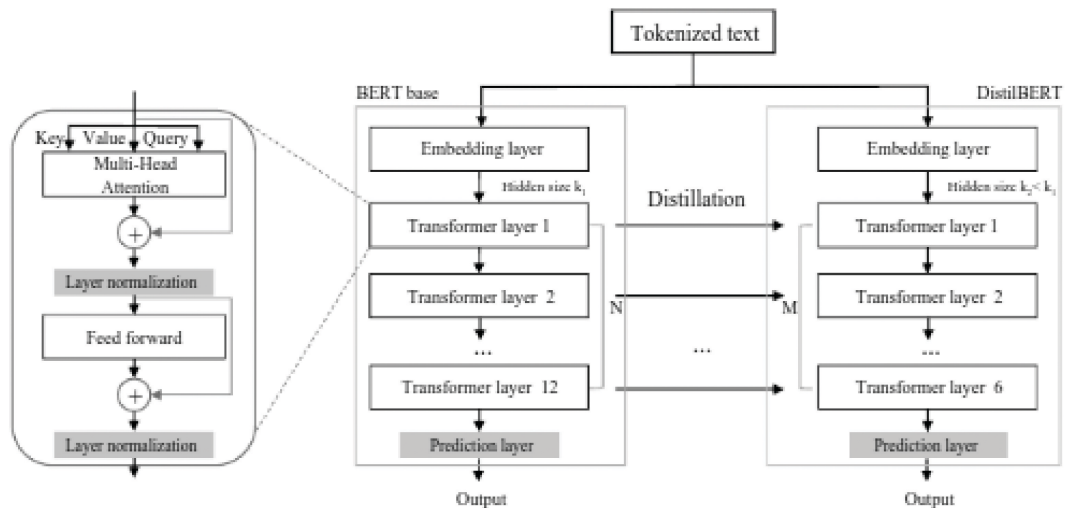 Tokenized text
BERT base
DistilBERT
Key Value Query
Multi-Head
Attention
+
Layer normalization
Feed forward
+
Layer normalization
Embedding layer
Hidden size k₁
Transformer layer 1
Transformer layer 2
...
Transformer layer 12
Prediction layer
Output
N
Distillation
...
M
Embedding layer
Hidden size k₂< k₁
Transformer layer 1
Transformer layer 2
...
Transformer layer 6
Prediction layer
Output